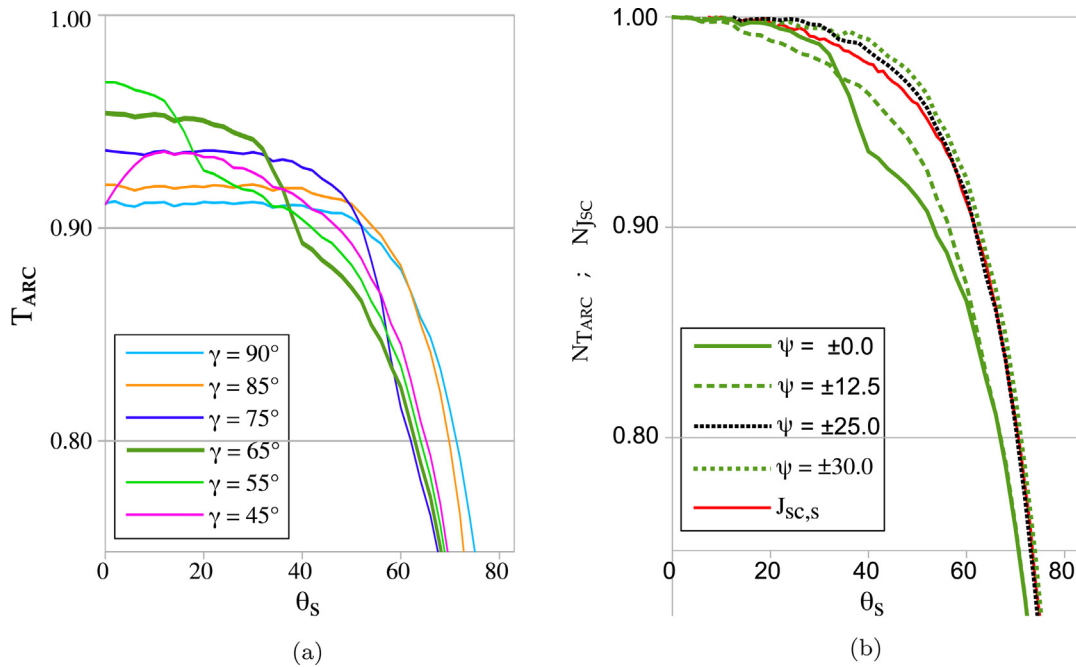 1.00
0.90
0.80
T_ARC
γ = 90°
γ = 85°
γ = 75°
γ = 65°
γ = 55°
γ = 45°
0 20 40 60 80
θ_S
(a)
1.00
0.90
0.80
N_TARC ; N_JSC
ψ = ±0.0
ψ = ±12.5
ψ = ±25.0
ψ = ±30.0
J_SC,S
0 20 40 60 80
θ_S
(b)